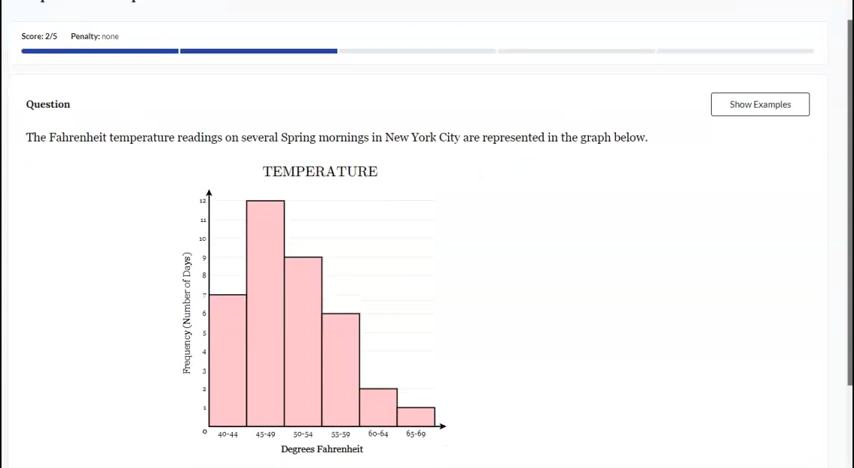 Score: 2/5 Penalty: none
Question
Show Examples
The Fahrenheit temperature readings on several Spring mornings in New York City are represented in the graph below.
TEMPERATURE
Frequency (Number of Days)
12
11
10
9
8
7
6
5
4
3
2
1
0
40-44 45-49 50-54 55-59 60-64 65-69
Degrees Fahrenheit